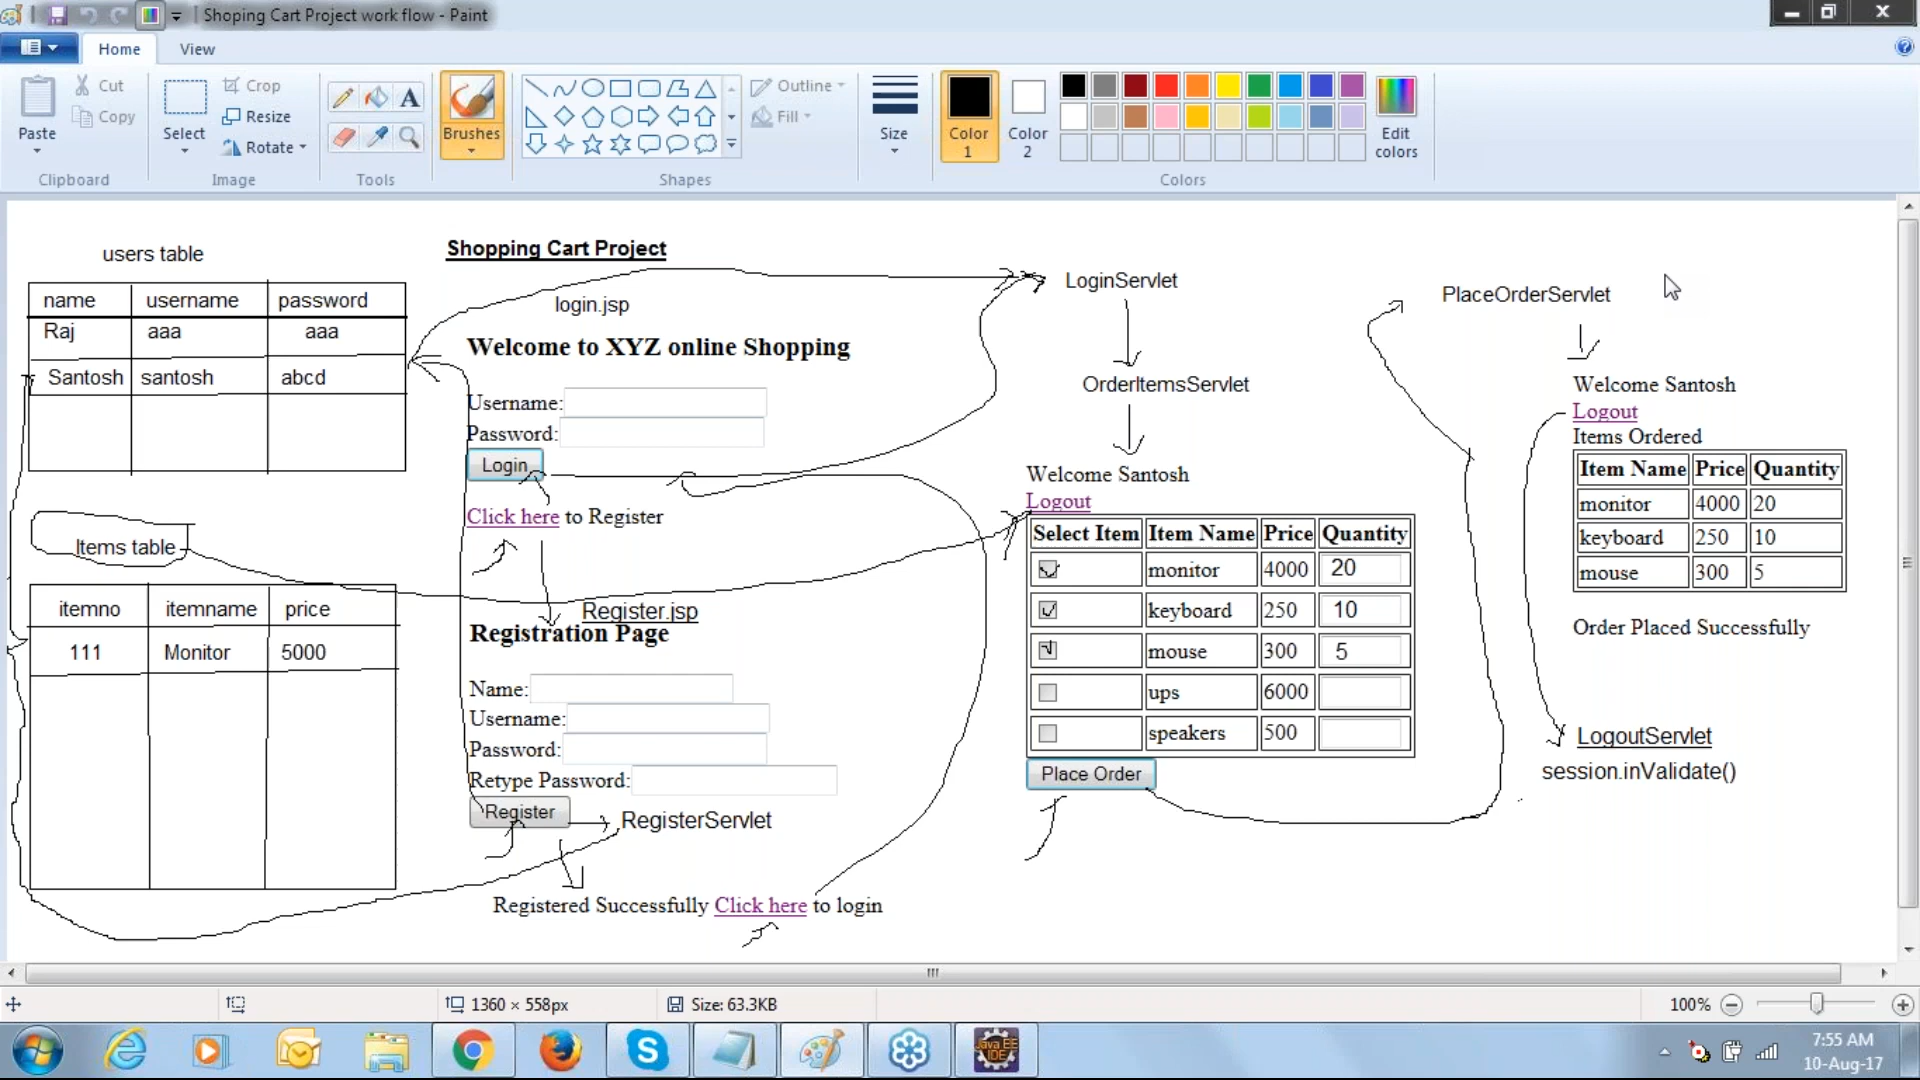 Shoping Cart Project work flow - Paint
Home
View
Paste
Cut
Copy
Clipboard
Select
Crop
Resize
Rotate
Image
Tools
Brushes
Outline
Fill
Shapes
Size
Color 1
Color 2
Edit colors
Colors
users table
name username password
Raj aaa aaa
Santosh santosh abcd
Items table
itemno itemname price
111 Monitor 5000
Shopping Cart Project
login.jsp
Welcome to XYZ online Shopping
Username:
Password:
Login
Click here to Register
Register.jsp
Registration Page
Name:
Username:
Password:
Retype Password:
Register
RegisterServlet
Registered Successfully Click here to login
LoginServlet
OrderItemsServlet
Welcome Santosh
Logout
Select Item Item Name Price Quantity
monitor 4000 20
keyboard 250 10
mouse 300 5
ups 6000
speakers 500
Place Order
PlaceOrderServlet
Welcome Santosh
Logout
Items Ordered
Item Name Price Quantity
monitor 4000 20
keyboard 250 10
mouse 300 5
Order Placed Successfully
LogoutServlet
session.inValidate()
1360 × 558px
Size: 63.3KB
100%
Java EE
IDE
7:55 AM
10-Aug-17